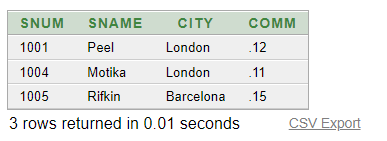 SNUM SNAME CITY COMM
1001 Peel London .12
1004 Motika London .11
1005 Rifkin Barcelona .15
3 rows returned in 0.01 seconds CSV Export